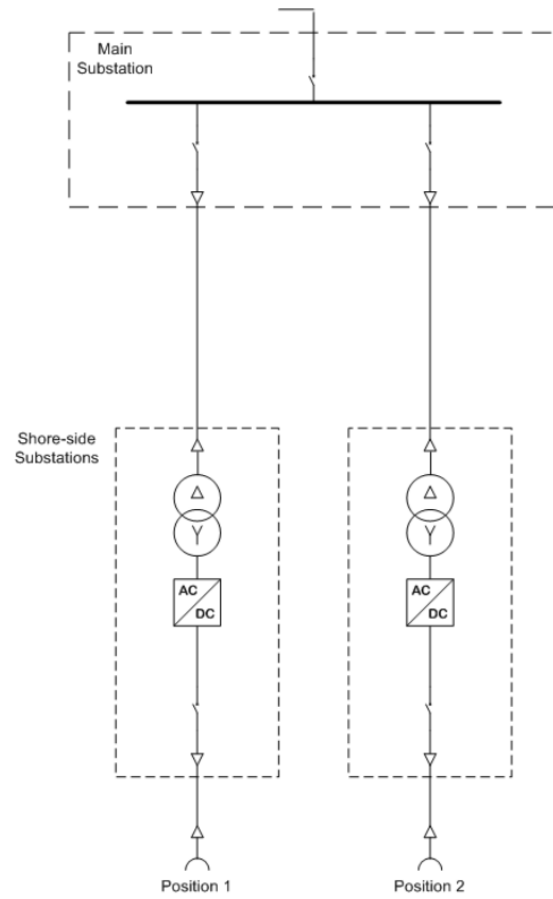 Main
Substation
Shore-side
Substations
Δ
Δ
Y
Y
AC
DC
AC
DC
Position 1
Position 2